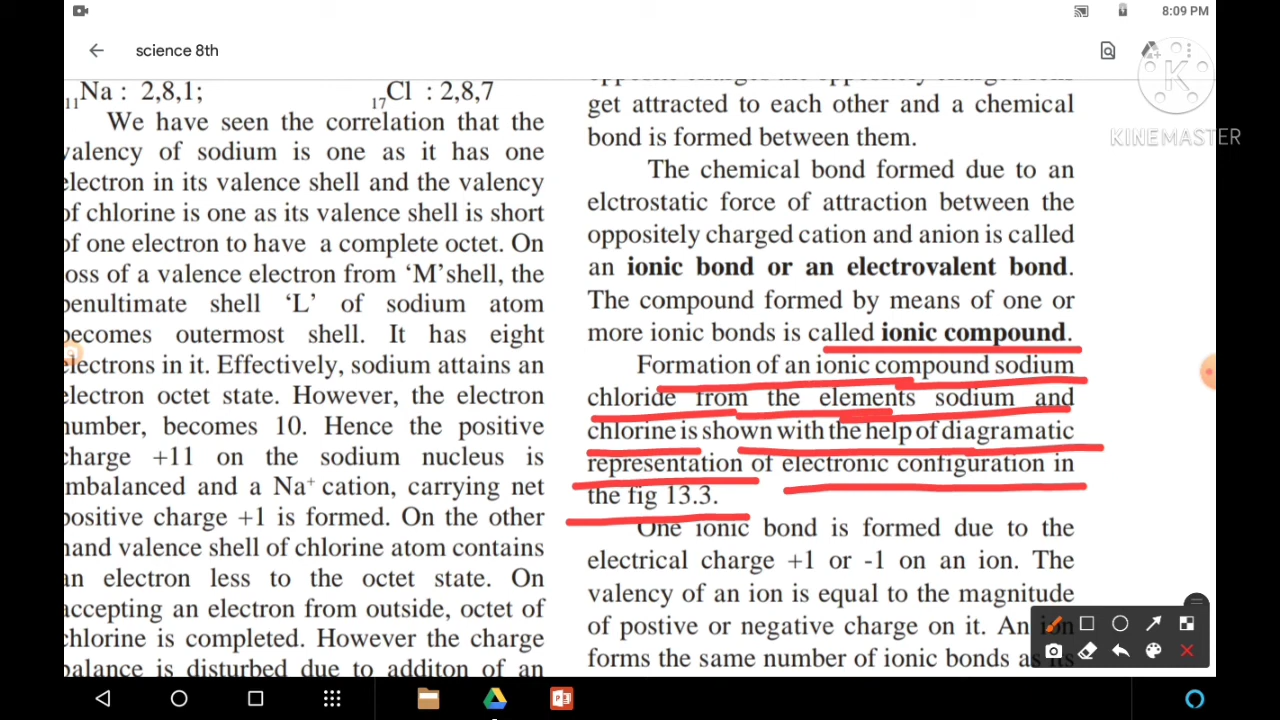 8:09 PM
science 8th
KINEMASTER
11Na : 2,8,1; 17Cl : 2,8,7
We have seen the correlation that the
valency of sodium is one as it has one
electron in its valence shell and the valency
of chlorine is one as its valence shell is short
of one electron to have a complete octet. On
loss of a valence electron from ‘M’shell, the
penultimate shell ‘L’ of sodium atom
becomes outermost shell. It has eight
electrons in it. Effectively, sodium attains an
electron octet state. However, the electron
number, becomes 10. Hence the positive
charge +11 on the sodium nucleus is
imbalanced and a Na⁺ cation, carrying net
positive charge +1 is formed. On the other
hand valence shell of chlorine atom contains
an electron less to the octet state. On
accepting an electron from outside, octet of
chlorine is completed. However the charge
balance is disturbed due to additon of an
get attracted to each other and a chemical
bond is formed between them.
The chemical bond formed due to an
elctrostatic force of attraction between the
oppositely charged cation and anion is called
an ionic bond or an electrovalent bond.
The compound formed by means of one or
more ionic bonds is called ionic compound.
Formation of an ionic compound sodium
chloride from the elements sodium and
chlorine is shown with the help of diagramatic
representation of electronic configuration in
the fig 13.3.
One ionic bond is formed due to the
electrical charge +1 or -1 on an ion. The
valency of an ion is equal to the magnitude
of postive or negative charge on it. An ion
forms the same number of ionic bonds as its